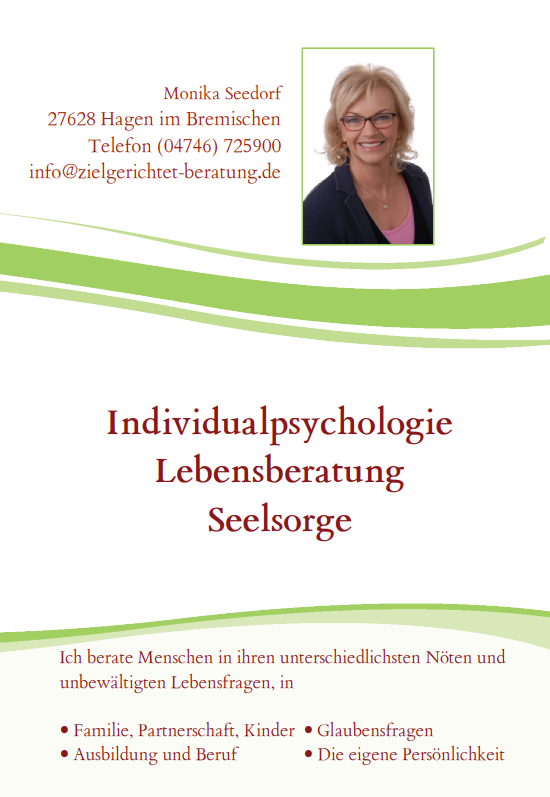 Monika Seedorf
27628 Hagen im Bremischen
Telefon (04746) 725900
info@zielgerichtet-beratung.de
Individualpsychologie
Lebensberatung
Seelsorge
Ich berate Menschen in ihren unterschiedlichsten Nöten und
unbewältigten Lebensfragen, in
• Familie, Partnerschaft, Kinder • Glaubensfragen
• Ausbildung und Beruf • Die eigene Persönlichkeit